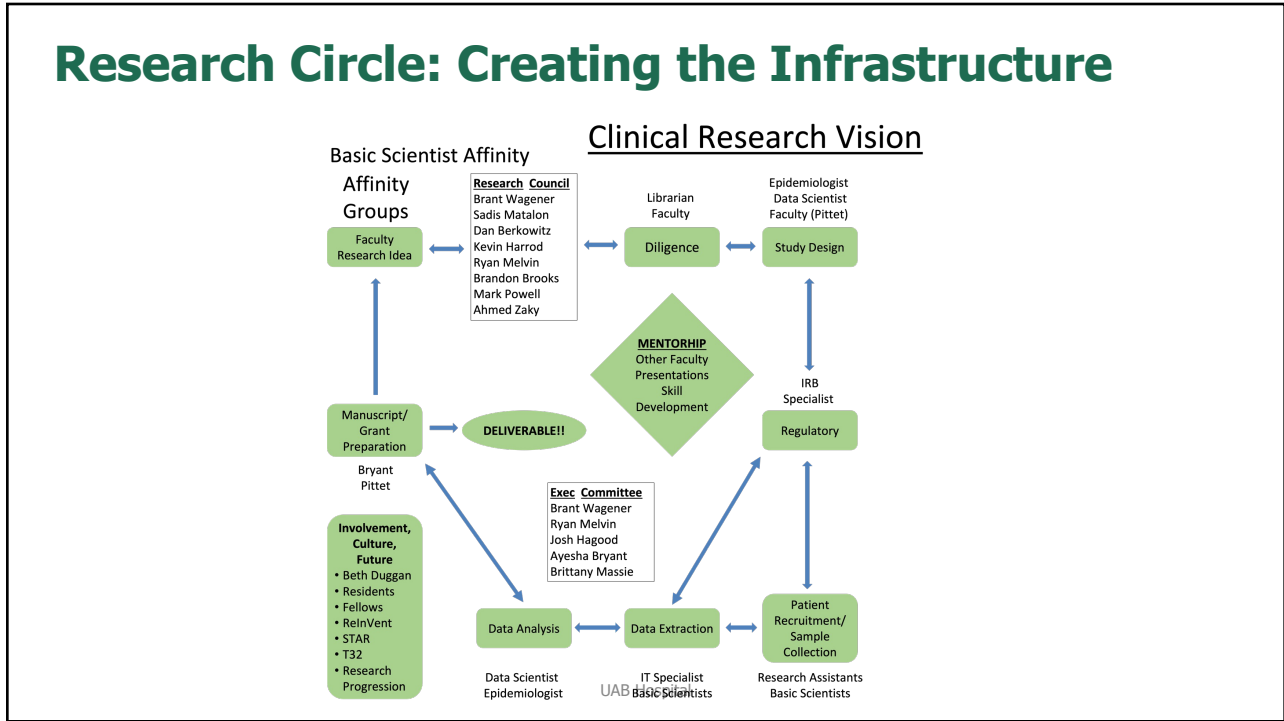 Research Circle: Creating the Infrastructure
Clinical Research Vision
Basic Scientist Affinity
Affinity
Groups
Faculty
Research Idea
Research Council
Brant Wagener
Sadis Matalon
Dan Berkowitz
Kevin Harrod
Ryan Melvin
Brandon Brooks
Mark Powell
Ahmed Zaky
Librarian
Faculty
Diligence
Epidemiologist
Data Scientist
Faculty (Pittet)
Study Design
MENTORHIP
Other Faculty
Presentations
Skill
Development
IRB
Specialist
Regulatory
Manuscript/
Grant
Preparation
DELIVERABLE!!
Bryant
Pittet
Exec Committee
Brant Wagener
Ryan Melvin
Josh Hagood
Ayesha Bryant
Brittany Massie
Involvement,
Culture,
Future
• Beth Duggan
• Residents
• Fellows
• ReInVent
• STAR
• T32
• Research
Progression
Data Analysis
Data Extraction
Patient
Recruitment/
Sample
Collection
Data Scientist
Epidemiologist
IT Specialist
Basic Scientists
Research Assistants
Basic Scientists
UAB Hospital